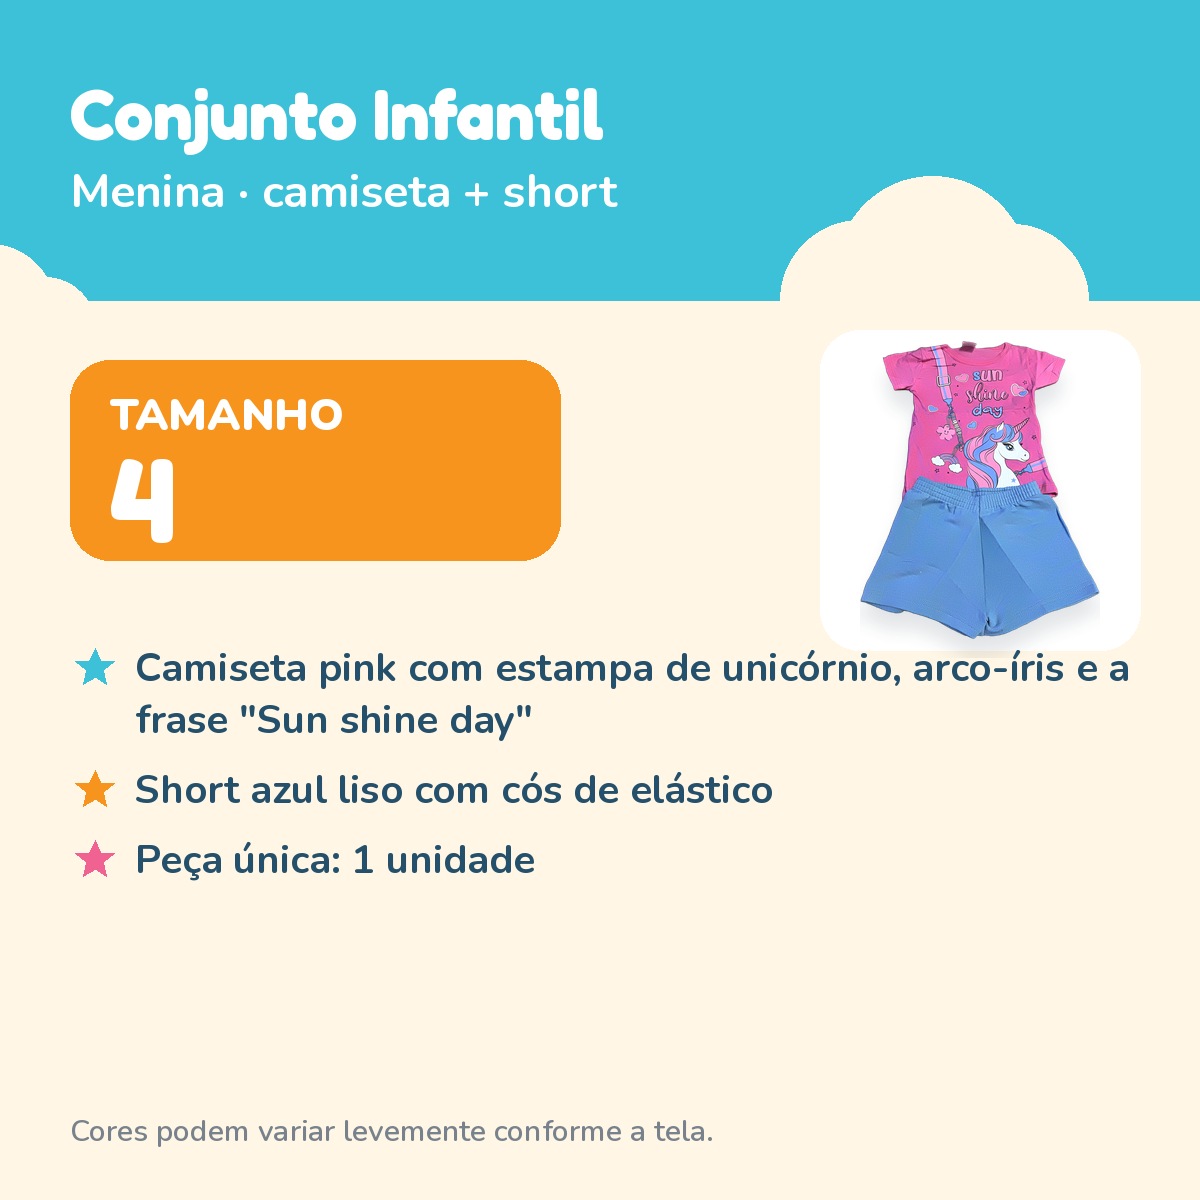 Conjunto Infantil
Menina · camiseta + short
TAMANHO
4
sun
shine
day
Camiseta pink com estampa de unicórnio, arco-íris e a
frase "Sun shine day"
Short azul liso com cós de elástico
Peça única: 1 unidade
Cores podem variar levemente conforme a tela.